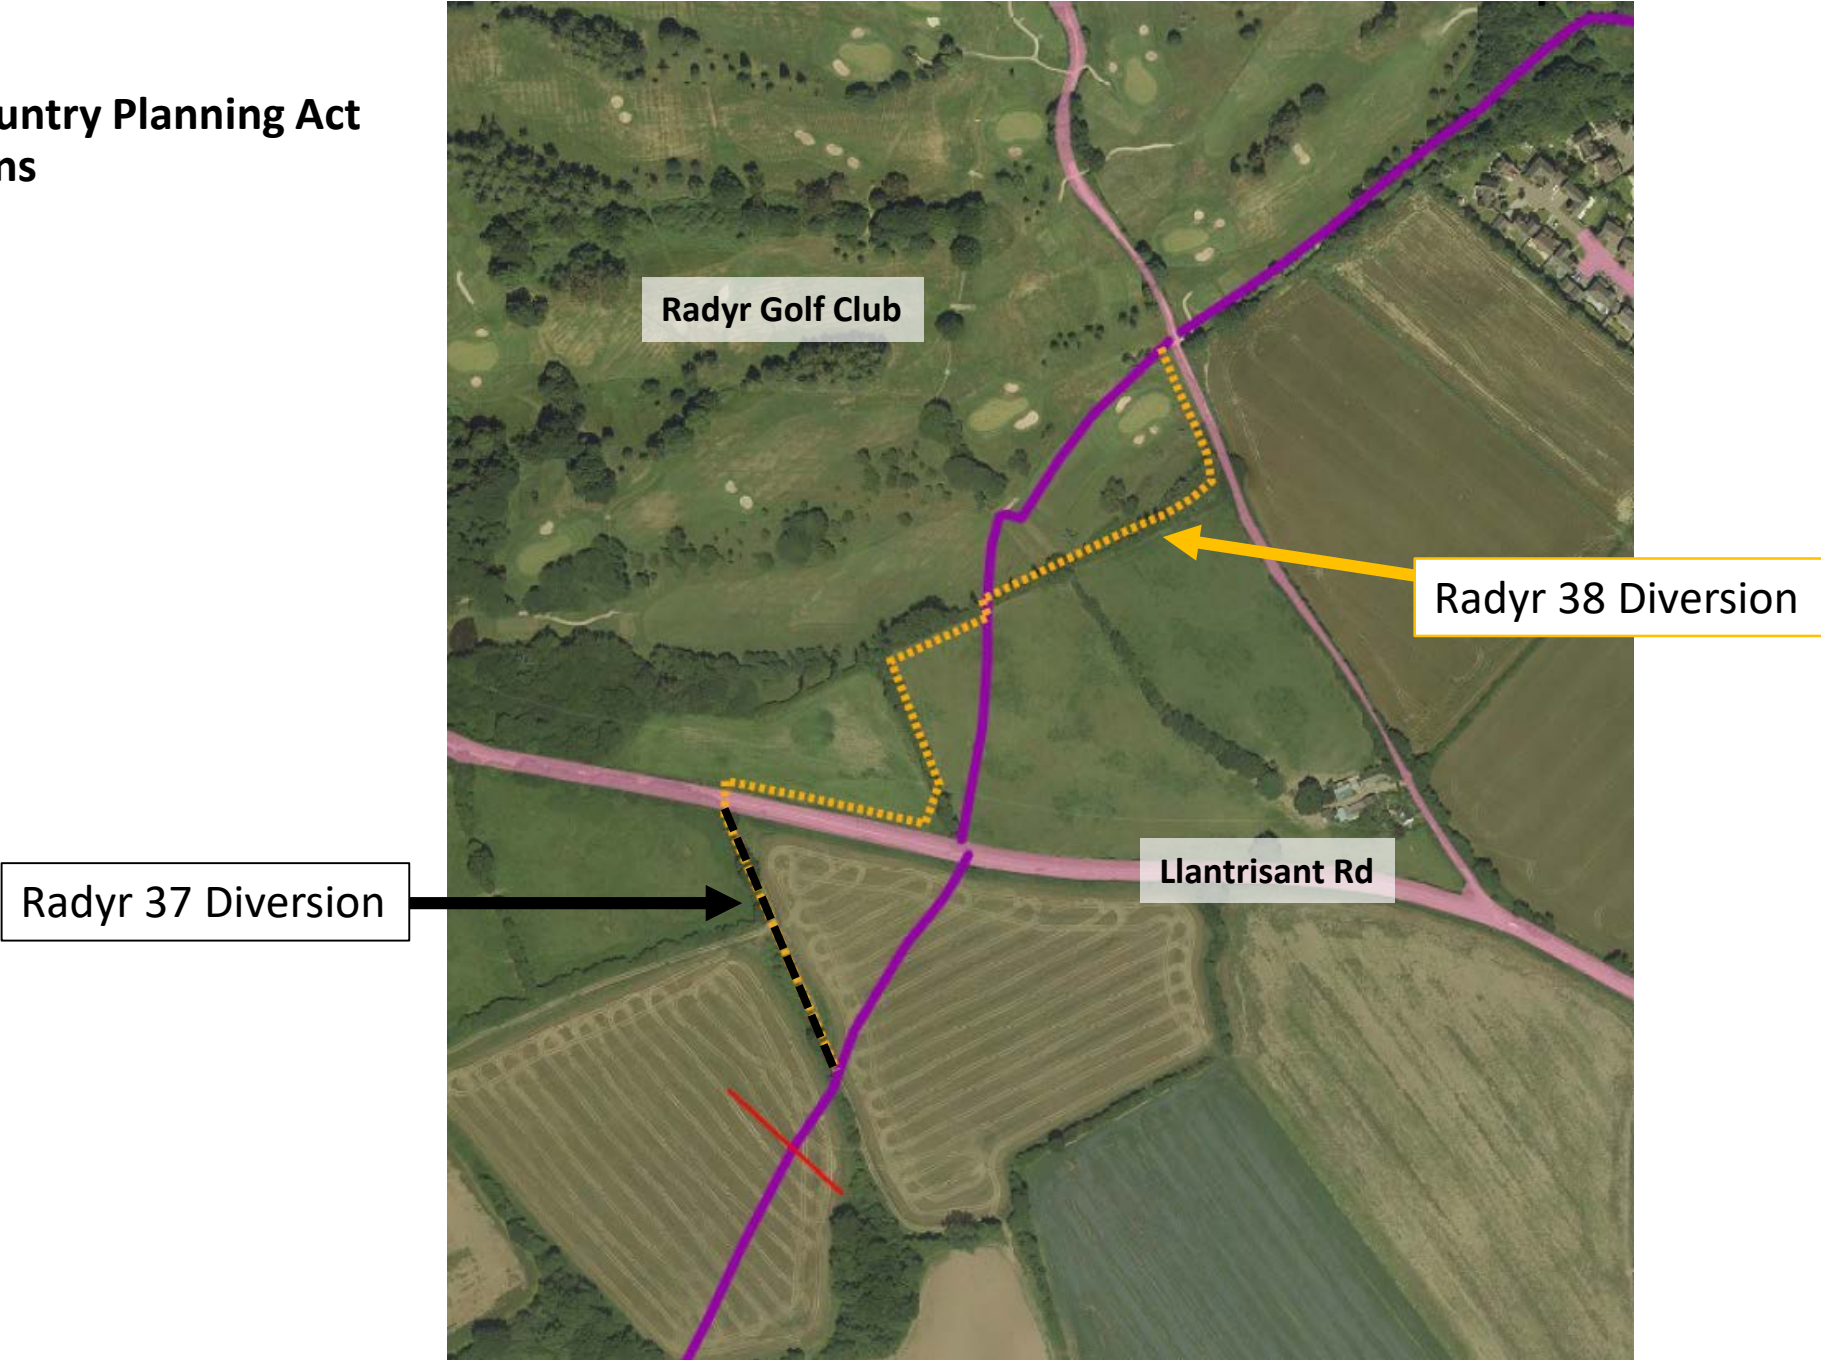 untry Planning Act
ns
Radyr Golf Club
Radyr 38 Diversion
Llantrisant Rd
Radyr 37 Diversion